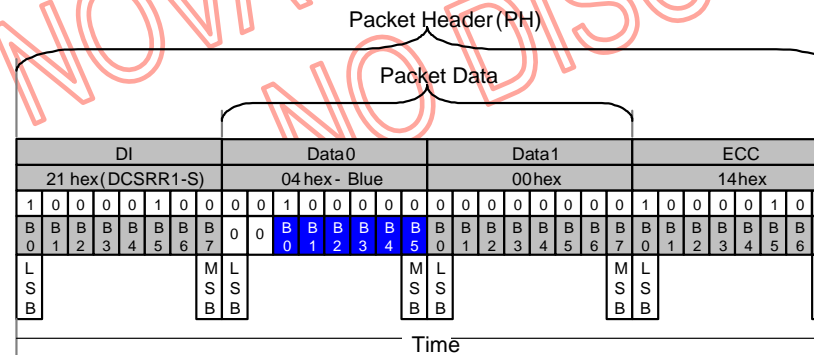 NOVA
NO DISC
Packet Header (PH)
Packet Data
DI Data0 Data1 ECC
21 hex (DCSRR1-S) 04 hex - Blue 00hex 14hex
1 0 0 0 0 1 0 0 0 0 1 0 0 0 0 0 0 0 0 0 0 0 0 0 1 0 0 0 0 1 0
B0 B1 B2 B3 B4 B5 B6 B7 0 0 B0 B1 B2 B3 B4 B5 B0 B1 B2 B3 B4 B5 B6 B7 B0 B1 B2 B3 B4 B5 B6
LSB MSB LSB MSB LSB MSB LSB
Time